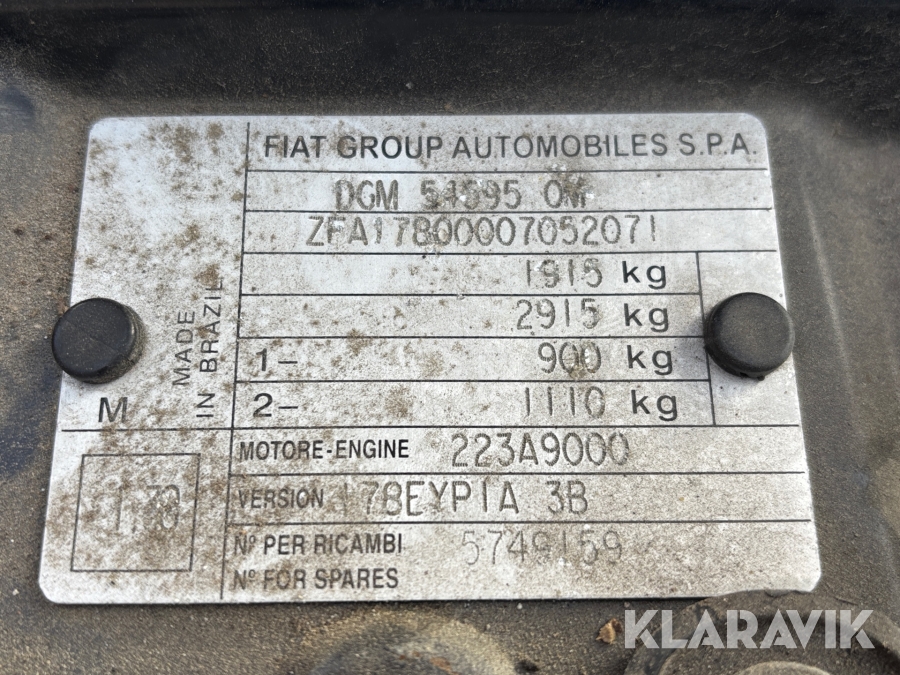 FIAT GROUP AUTOMOBILES S.P.A.
DGM 54595 OM
ZFA17800007052071
1915 kg
2915 kg
1- 900 kg
2- 1110 kg
MADE
IN BRAZIL
M
MOTORE-ENGINE 223A9000
VERSION 178EYP1A 3B
Nº PER RICAMBI 5749159
Nº FOR SPARES
KLARAVIK